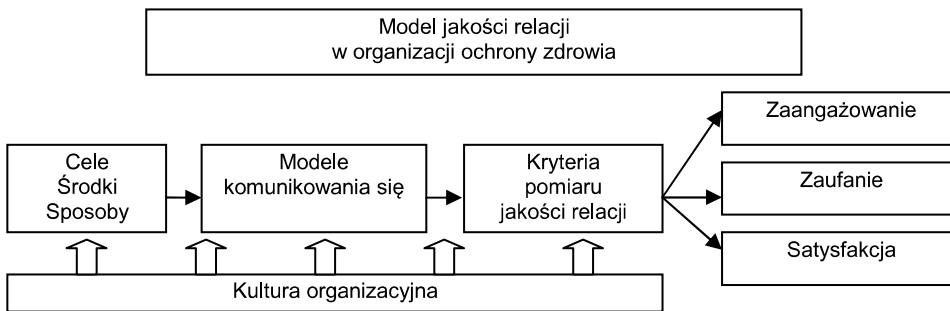 Model jakości relacji
w organizacji ochrony zdrowia
Cele
Środki
Sposoby
Modele
komunikowania się
Kryteria
pomiaru
jakości relacji
Zaangażowanie
Zaufanie
Satysfakcja
Kultura organizacyjna